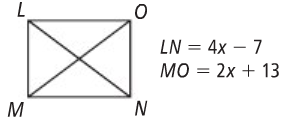 L O
LN = 4x − 7
MO = 2x + 13
M N